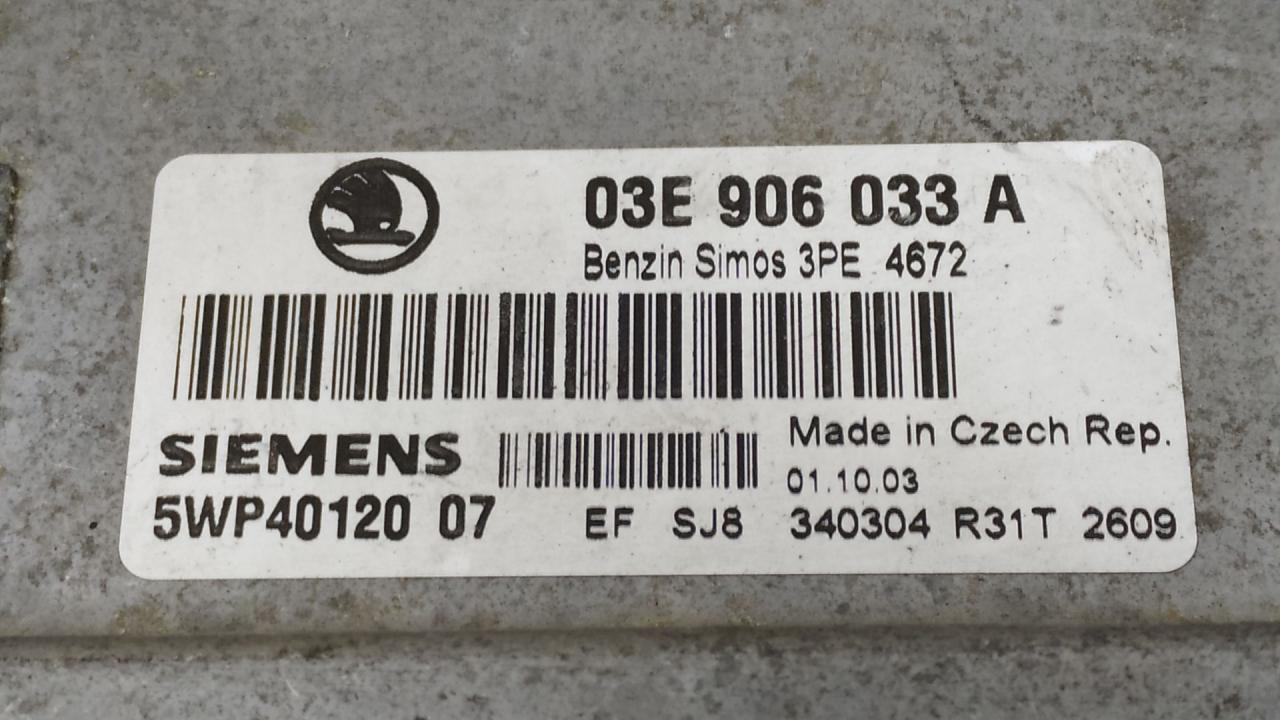 03E 906 033 A
Benzin Simos 3PE 4672
SIEMENS
Made in Czech Rep.
01.10.03
5WP40120 07 EF SJ8 340304 R31T 2609